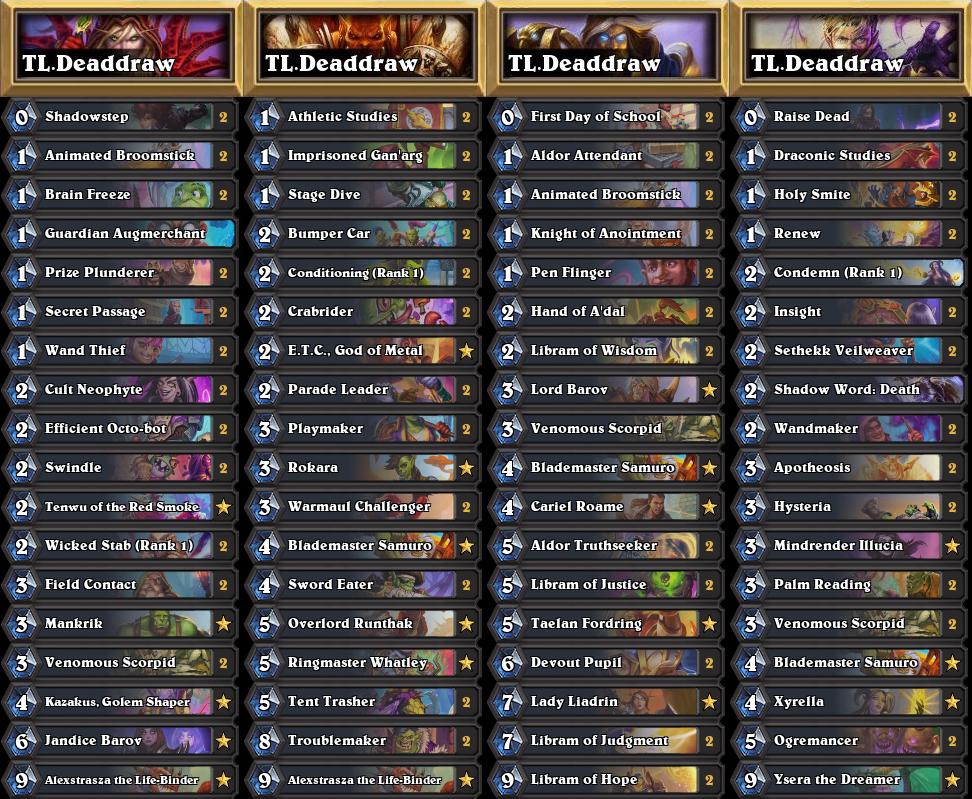 TL.Deaddraw
0 Shadowstep 2
1 Animated Broomstick 2
1 Brain Freeze 2
1 Guardian Augmerchant
1 Prize Plunderer 2
1 Secret Passage 2
1 Wand Thief 2
2 Cult Neophyte 2
2 Efficient Octo-bot 2
2 Swindle 2
2 Tenwu of the Red Smoke
2 Wicked Stab (Rank 1) 2
3 Field Contact 2
3 Mankrik
3 Venomous Scorpid 2
4 Kazakus, Golem Shaper
6 Jandice Barov
9 Alexstrasza the Life-Binder
TL.Deaddraw
1 Athletic Studies 2
1 Imprisoned Gan'arg 2
1 Stage Dive 2
2 Bumper Car 2
2 Conditioning (Rank 1) 2
2 Crabrider 2
2 E.T.C., God of Metal
2 Parade Leader 2
3 Playmaker 2
3 Rokara
3 Warmaul Challenger 2
4 Blademaster Samuro
4 Sword Eater 2
5 Overlord Runthak
5 Ringmaster Whatley
5 Tent Trasher 2
8 Troublemaker 2
9 Alexstrasza the Life-Binder
TL.Deaddraw
0 First Day of School 2
1 Aldor Attendant 2
1 Animated Broomstick 2
1 Knight of Anointment 2
1 Pen Flinger 2
2 Hand of A'dal 2
2 Libram of Wisdom 2
3 Lord Barov
3 Venomous Scorpid
4 Blademaster Samuro
4 Cariel Roame
5 Aldor Truthseeker 2
5 Libram of Justice 2
5 Taelan Fordring
6 Devout Pupil 2
7 Lady Liadrin
7 Libram of Judgment 2
9 Libram of Hope 2
TL.Deaddraw
0 Raise Dead 2
1 Draconic Studies 2
1 Holy Smite 2
1 Renew 2
2 Condemn (Rank 1)
2 Insight 2
2 Sethekk Veilweaver 2
2 Shadow Word: Death
2 Wandmaker 2
3 Apotheosis 2
3 Hysteria 2
3 Mindrender Illucia
3 Palm Reading 2
3 Venomous Scorpid 2
4 Blademaster Samuro
4 Xyrella
5 Ogremancer 2
9 Ysera the Dreamer